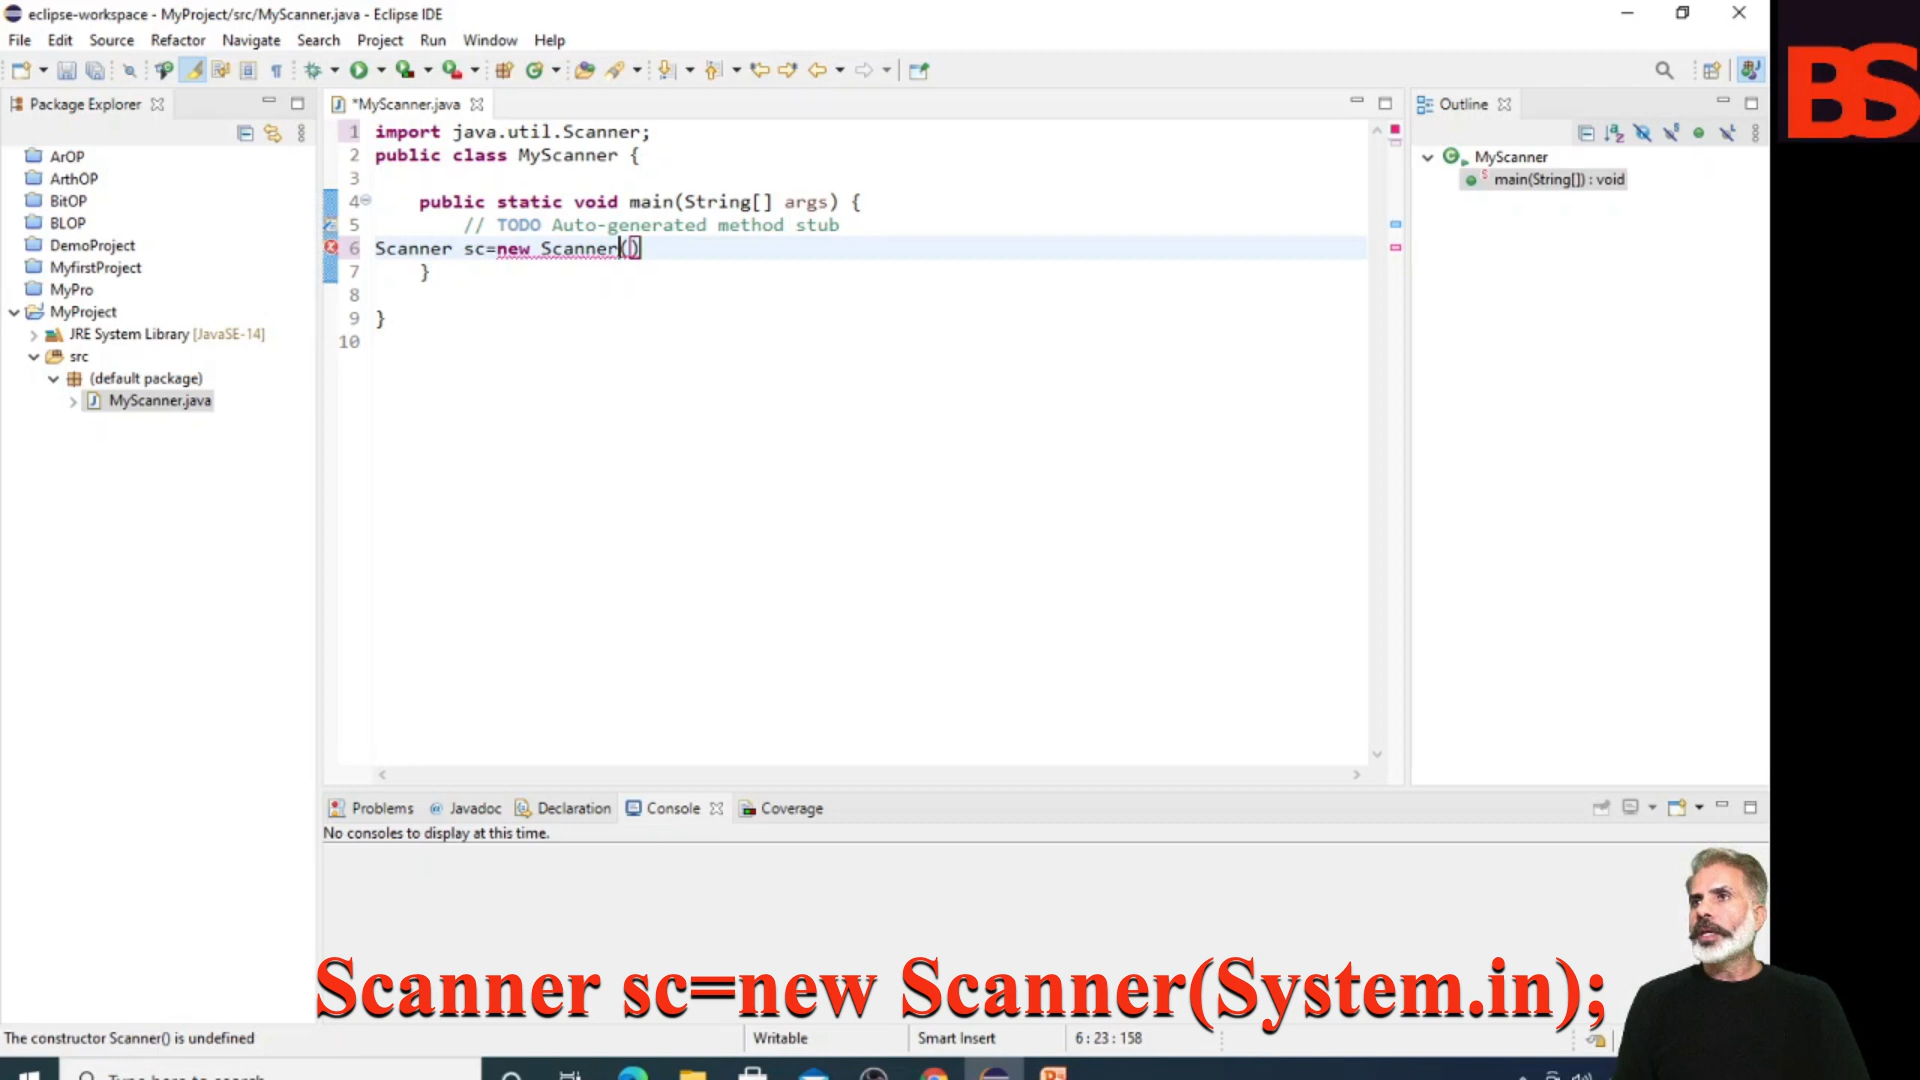 eclipse-workspace - MyProject/src/MyScanner.java - Eclipse IDE
File Edit Source Refactor Navigate Search Project Run Window Help
BS
Package Explorer
*MyScanner.java
Outline
ArOP
ArthOP
BitOP
BLOP
DemoProject
MyfirstProject
MyPro
MyProject
JRE System Library [JavaSE-14]
src
(default package)
MyScanner.java
1 import java.util.Scanner;
2 public class MyScanner {
3
4 public static void main(String[] args) {
5 // TODO Auto-generated method stub
6 Scanner sc=new Scanner()
7 }
8
9 }
10
MyScanner
main(String[]) : void
Problems Javadoc Declaration Console Coverage
No consoles to display at this time.
Scanner sc=new Scanner(System.in);
The constructor Scanner() is undefined
Writable
Smart Insert
6 : 23 : 158
Type here to search